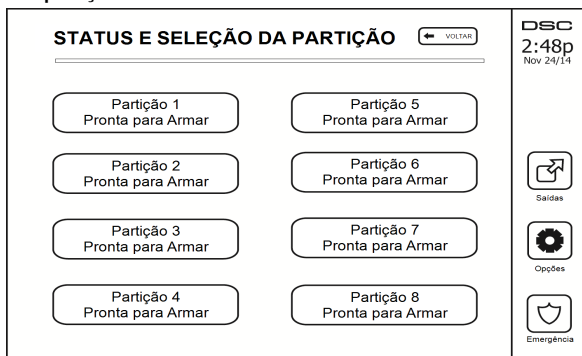 STATUS E SELEÇÃO DA PARTIÇÃO
VOLTAR
DSC
2:48p
Nov 24/14
Partição 1
Pronta para Armar
Partição 5
Pronta para Armar
Partição 2
Pronta para Armar
Partição 6
Pronta para Armar
Saídas
Partição 3
Pronta para Armar
Partição 7
Pronta para Armar
Opções
Partição 4
Pronta para Armar
Partição 8
Pronta para Armar
Emergência